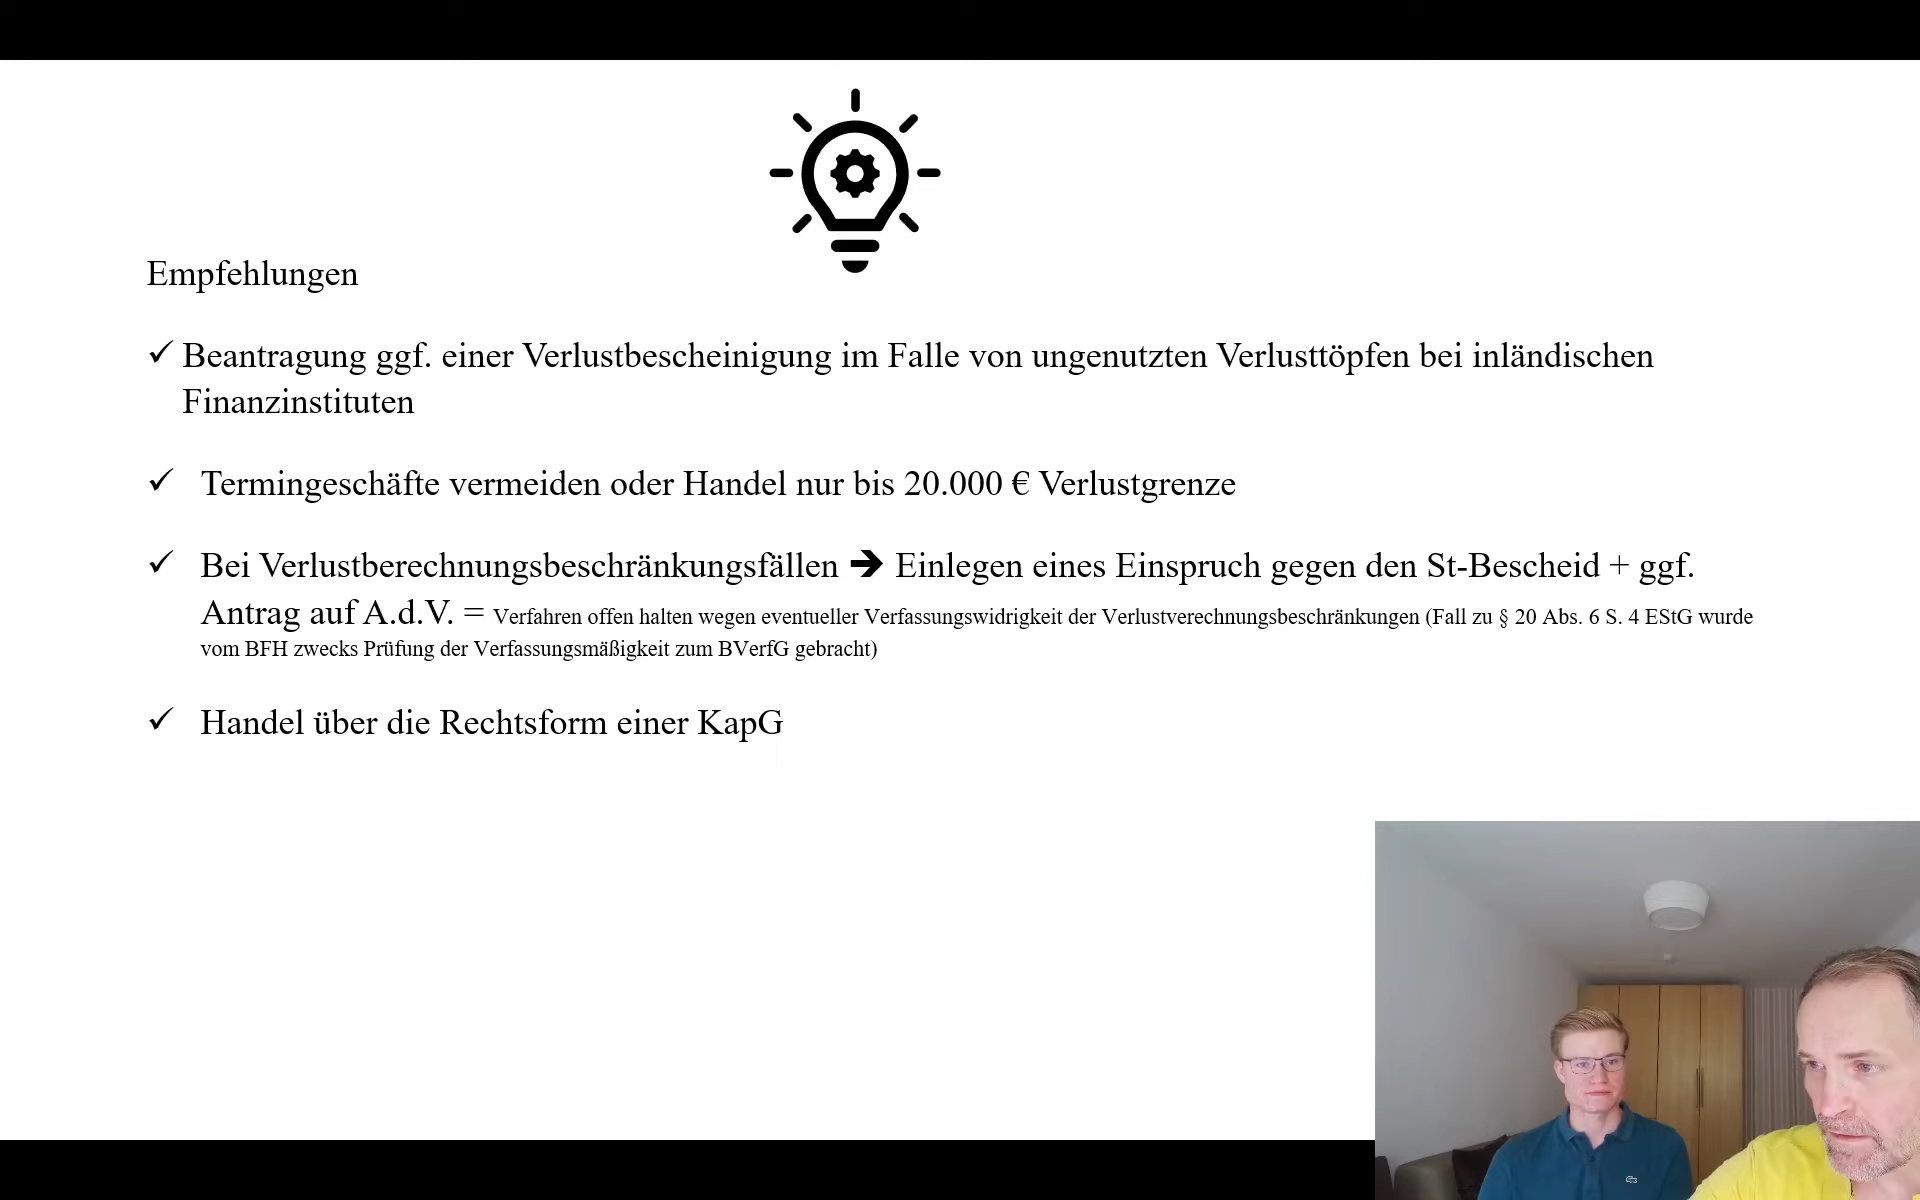 Empfehlungen
✓ Beantragung ggf. einer Verlustbescheinigung im Falle von ungenutzten Verlusttöpfen bei inländischen
Finanzinstituten
✓ Termingeschäfte vermeiden oder Handel nur bis 20.000 € Verlustgrenze
✓ Bei Verlustberechnungsbeschränkungsfällen ➔ Einlegen eines Einspruch gegen den St-Bescheid + ggf.
Antrag auf A.d.V. = Verfahren offen halten wegen eventueller Verfassungswidrigkeit der Verlustverechnungsbeschränkungen (Fall zu § 20 Abs. 6 S. 4 EStG wurde
vom BFH zwecks Prüfung der Verfassungsmäßigkeit zum BVerfG gebracht)
✓ Handel über die Rechtsform einer KapG